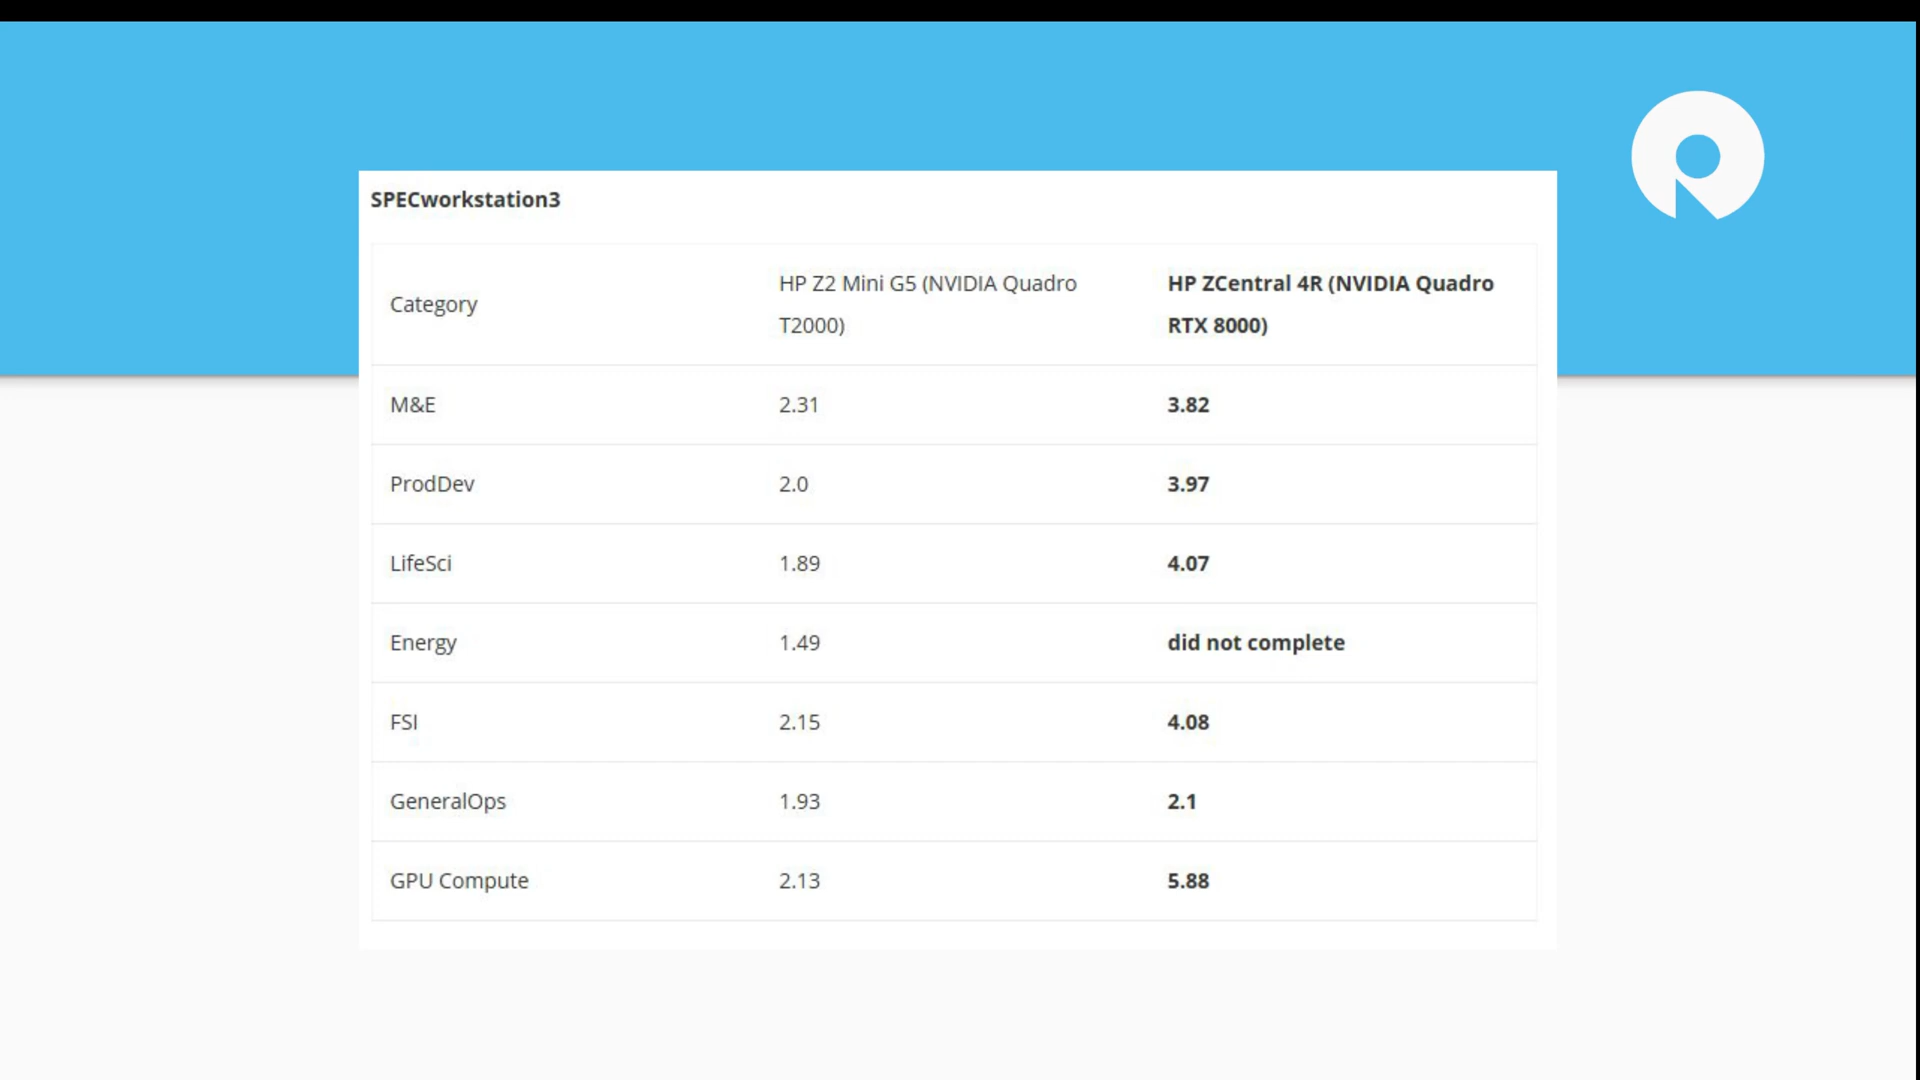 SPECworkstation3
Category
HP Z2 Mini G5 (NVIDIA Quadro
T2000)
HP ZCentral 4R (NVIDIA Quadro
RTX 8000)
M&E 2.31 3.82
ProdDev 2.0 3.97
LifeSci 1.89 4.07
Energy 1.49 did not complete
FSI 2.15 4.08
GeneralOps 1.93 2.1
GPU Compute 2.13 5.88